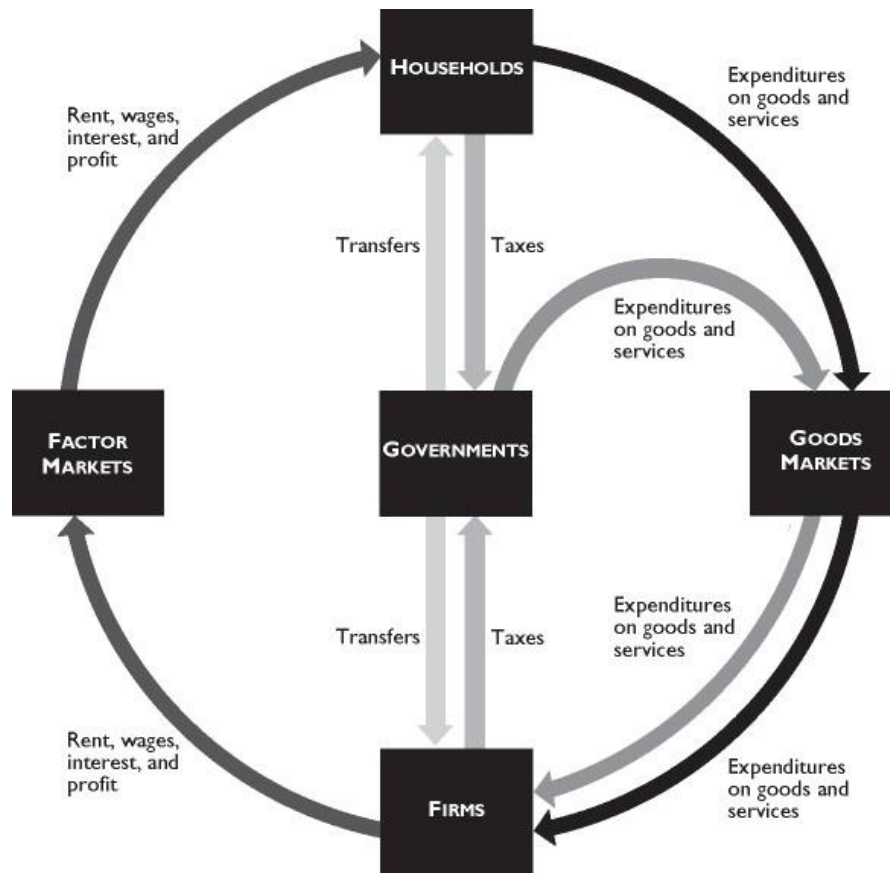 HOUSEHOLDS
Expenditures
on goods and
services
Rent, wages,
interest, and
profit
Transfers
Taxes
Expenditures
on goods and
services
FACTOR
MARKETS
GOVERNMENTS
GOODS
MARKETS
Expenditures
on goods and
services
Transfers
Taxes
Rent, wages,
interest, and
profit
Expenditures
on goods and
services
FIRMS